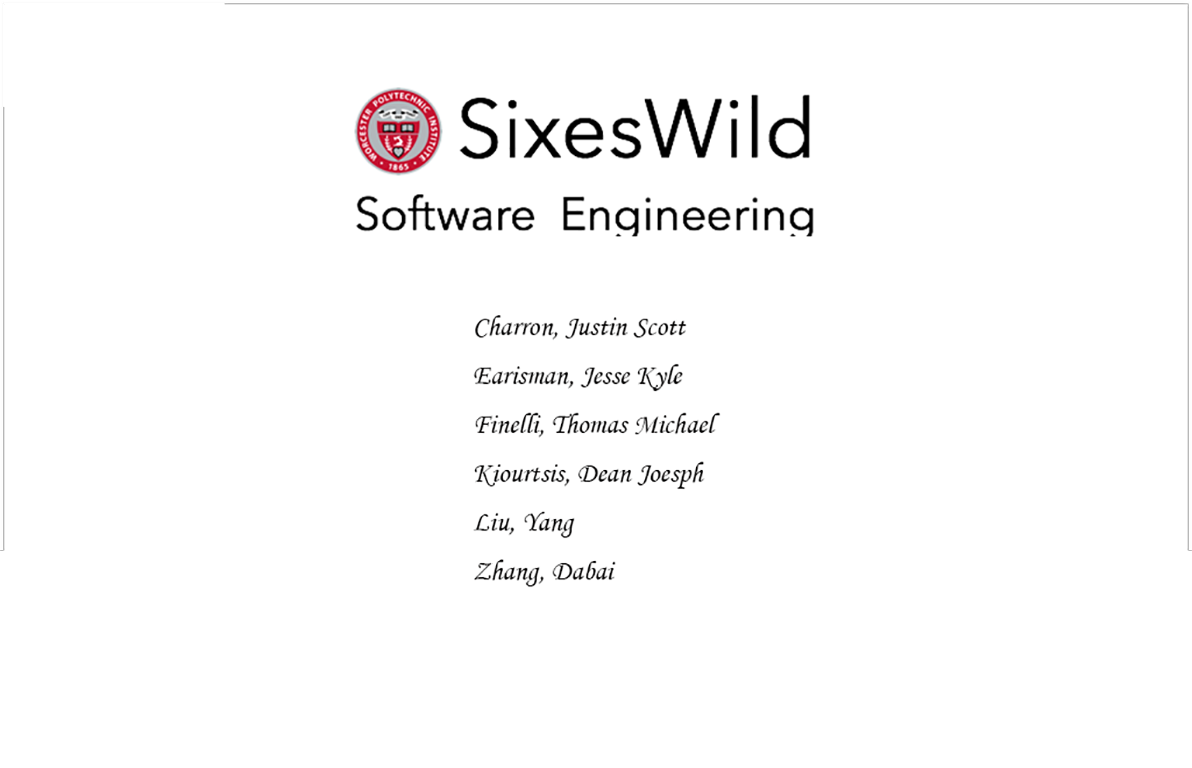 WORCESTER POLYTECHNIC INSTITUTE
1865
SixesWild
Software Engineering
Charron, Justin Scott
Earisman, Jesse Kyle
Finelli, Thomas Michael
Kiourtsis, Dean Joesph
Liu, Yang
Zhang, Dabai